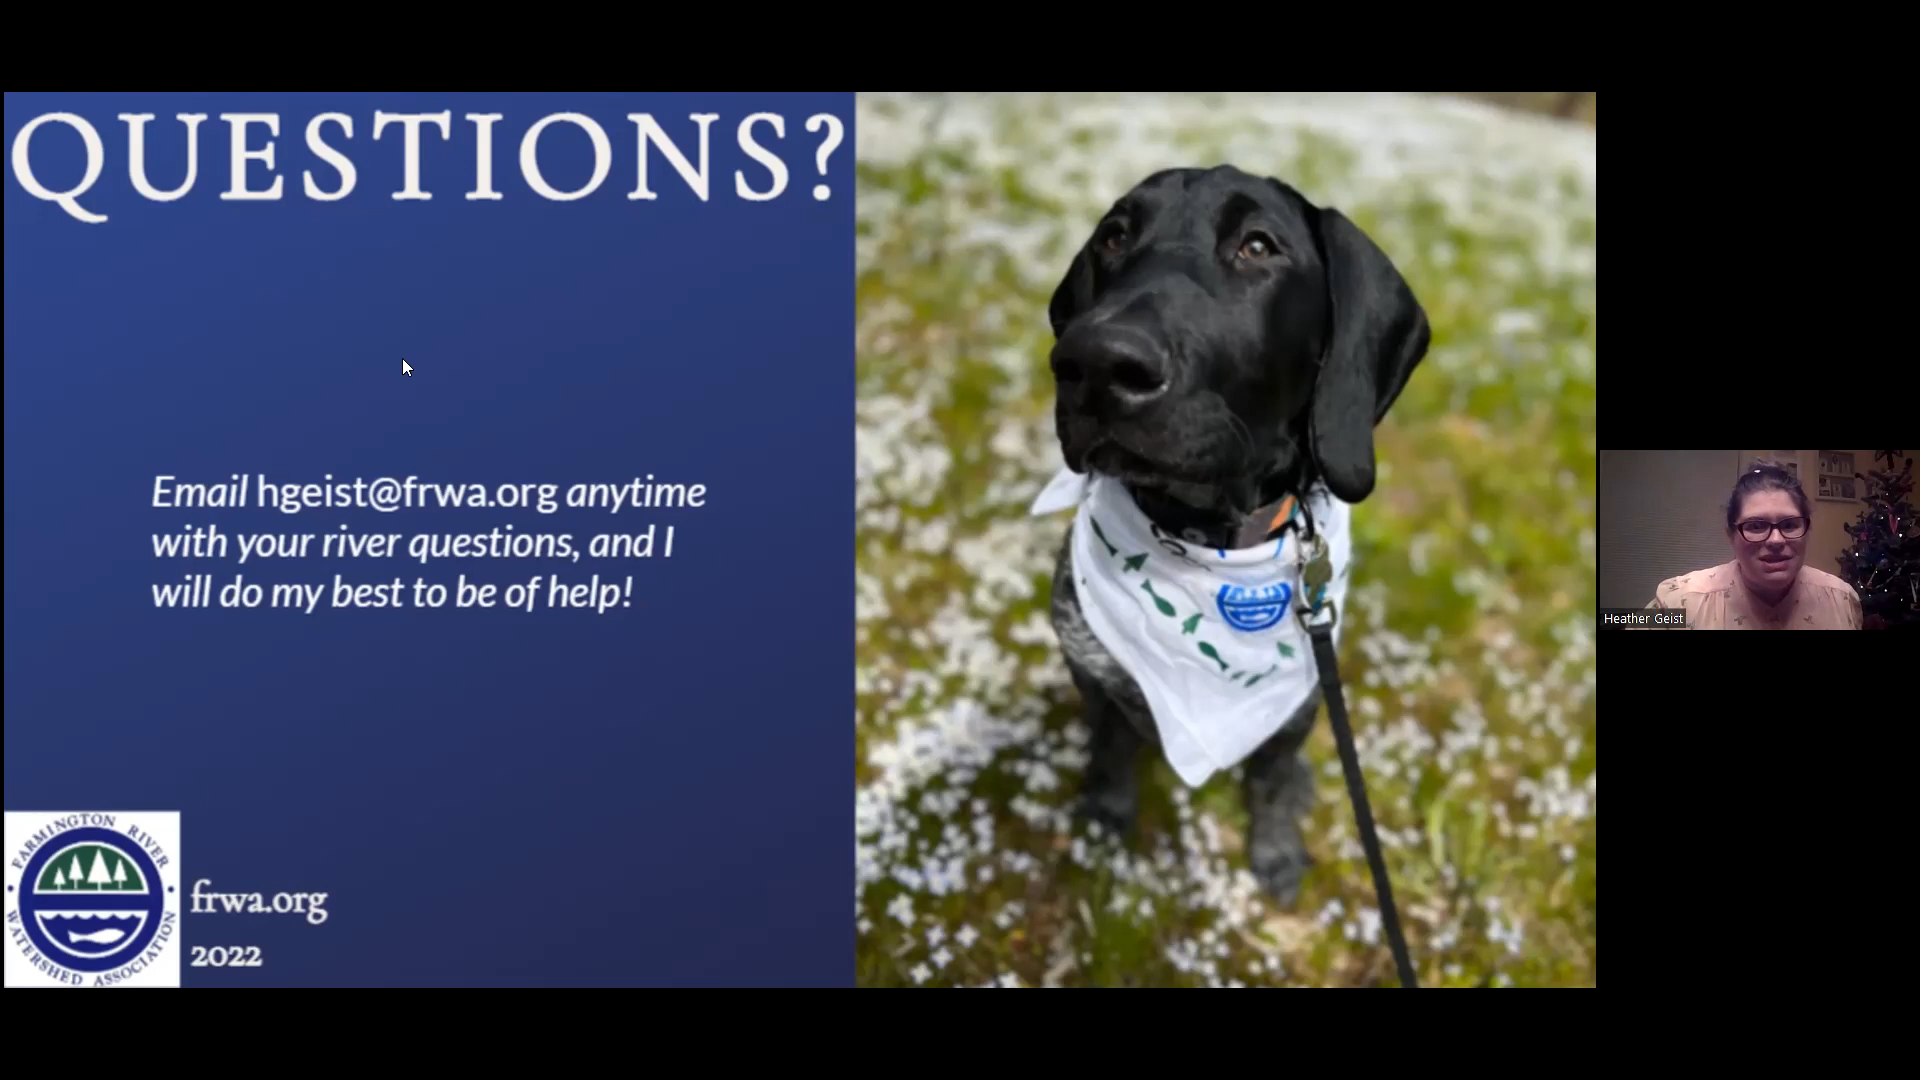 QUESTIONS?
Email hgeist@frwa.org anytime
with your river questions, and I
will do my best to be of help!
FARMINGTON RIVER
WATERSHED ASSOCIATION
frwa.org
2022
Heather Geist